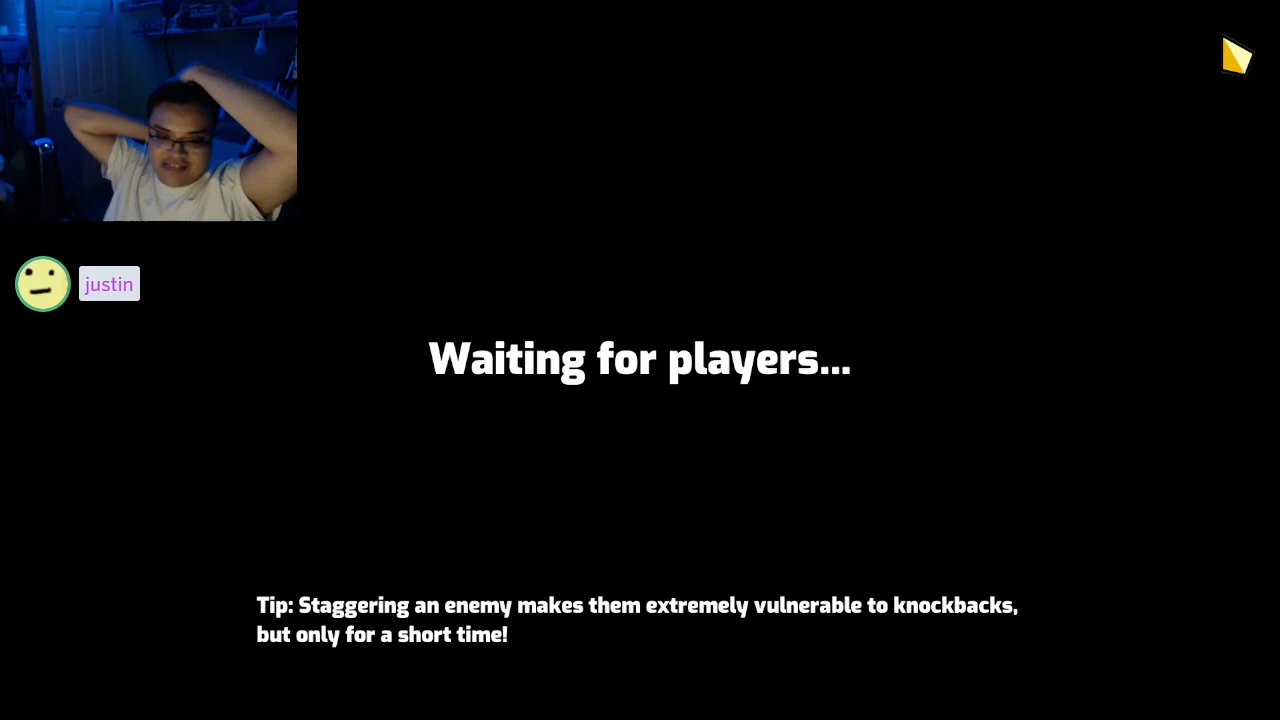 justin
Waiting for players...
Tip: Staggering an enemy makes them extremely vulnerable to knockbacks,
but only for a short time!